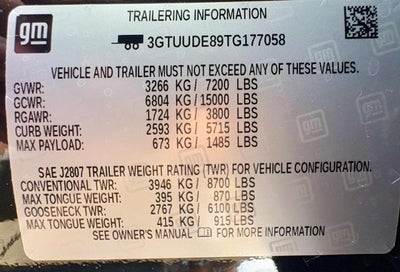 gm
TRAILERING INFORMATION
3GTUUDE89TG177058
VEHICLE AND TRAILER MUST NOT EXCEED ANY OF THESE VALUES.
GVWR: 3266 KG/ 7200 LBS
GCWR: 6804 KG/15000 LBS
RGAWR: 1724 KG/ 3800 LBS
CURB WEIGHT: 2593 KG/ 5715 LBS
MAX PAYLOAD: 673 KG/ 1485 LBS
SAE J2807 TRAILER WEIGHT RATING (TWR) FOR VEHICLE CONFIGURATION.
CONVENTIONAL TWR: 3946 KG/ 8700 LBS
MAX TONGUE WEIGHT: 395 KG/ 870 LBS
GOOSENECK TWR: 2767 KG/ 6100 LBS
MAX TONGUE WEIGHT: 415 KG/ 915 LBS
SEE OWNER'S MANUAL FOR MORE INFORMATION